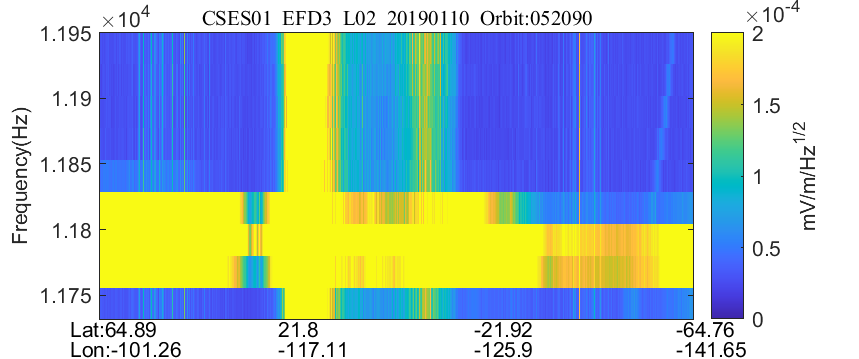 CSES01 EFD3 L02 20190110 Orbit:052090
×10^4
×10^-4
1.195
1.19
1.185
1.18
1.175
Frequency(Hz)
2
1.5
1
0.5
0
mV/m/Hz^1/2
Lat:64.89 21.8 -21.92 -64.76
Lon:-101.26 -117.11 -125.9 -141.65